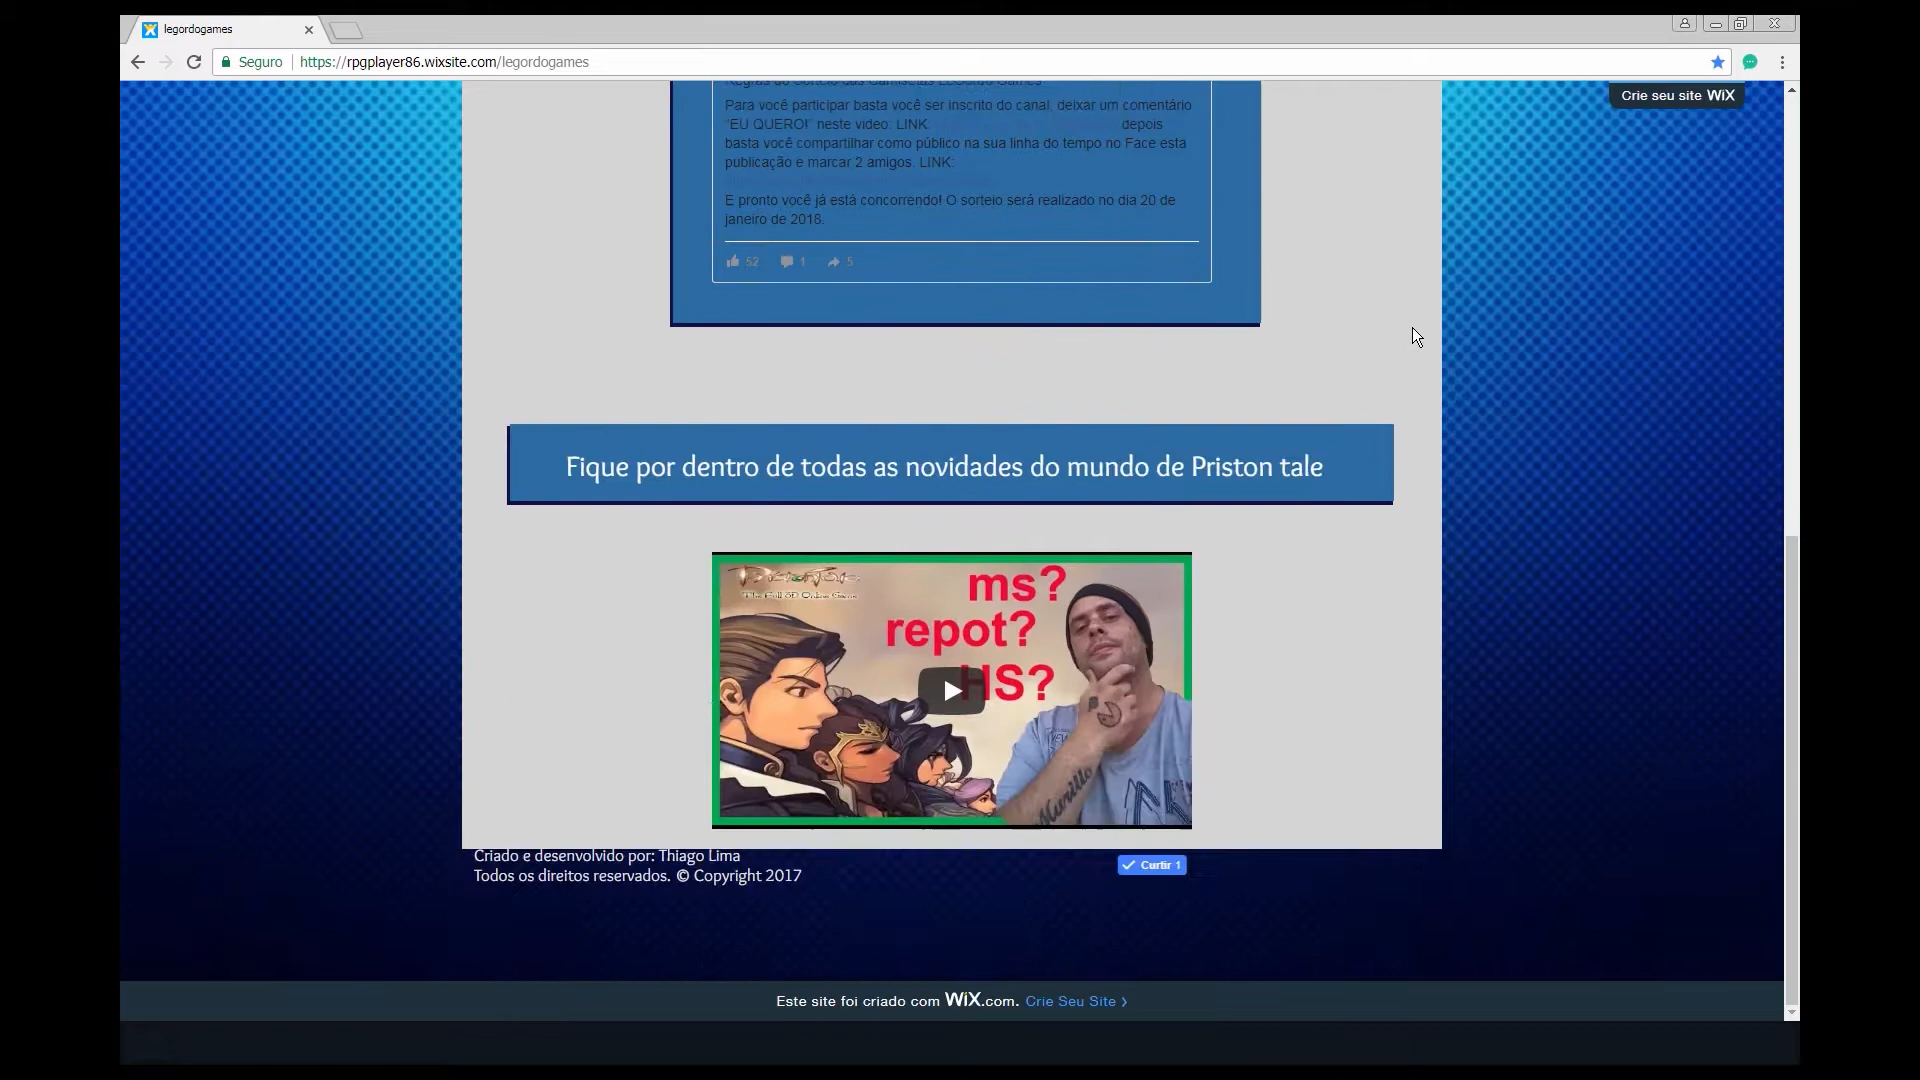 legordogames
Seguro
https://rpgplayer86.wixsite.com/legordogames
Crie seu site WiX
Para você participar basta você ser inscrito do canal, deixar um comentário
"EU QUERO!" neste video: LINK: depois
basta você compartilhar como público na sua linha do tempo no Face esta
publicação e marcar 2 amigos. LINK:
E pronto você já está concorrendo! O sorteio será realizado no dia 20 de
janeiro de 2018.
52 1 5
Fique por dentro de todas as novidades do mundo de Priston tale
ms?
repot?
HS?
Murillo
Criado e desenvolvido por: Thiago Lima
Todos os direitos reservados. © Copyright 2017
Curtir 1
Este site foi criado com WiX.com. Crie Seu Site >